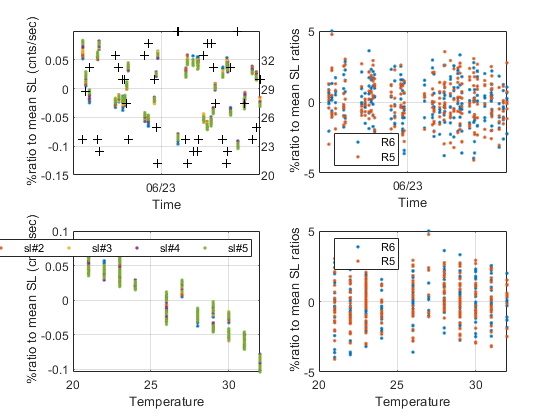 %ratio to mean SL (cnts/sec)
0.05
0
-0.05
-0.1
-0.15
32
29
26
23
20
06/23
Time
%ratio to mean SL ratios
5
0
-5
R6
R5
06/23
Time
%ratio to mean SL (cnts/sec)
0.1
0.05
0
-0.05
-0.1
sl#2 sl#3 sl#4 sl#5
20 25 30
Temperature
%ratio to mean SL ratios
5
0
-5
R6
R5
20 25 30
Temperature